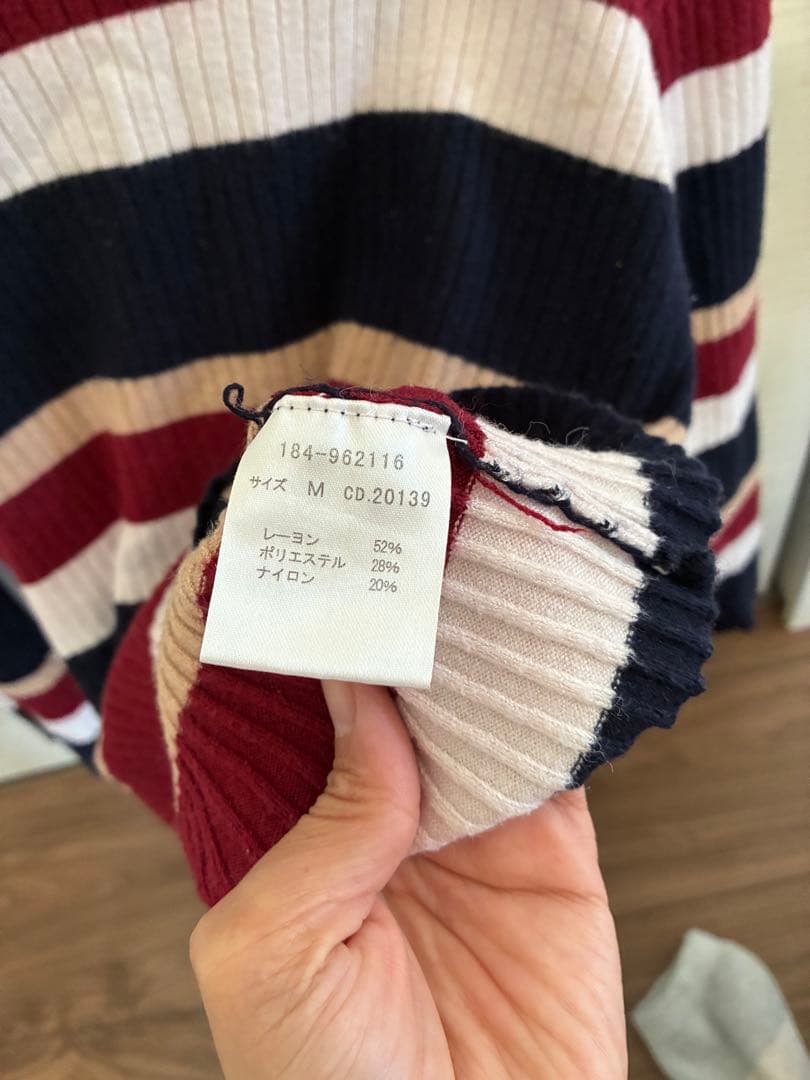 184-962116
サイズ M CD.20139
レーヨン 52%
ポリエステル 28%
ナイロン 20%